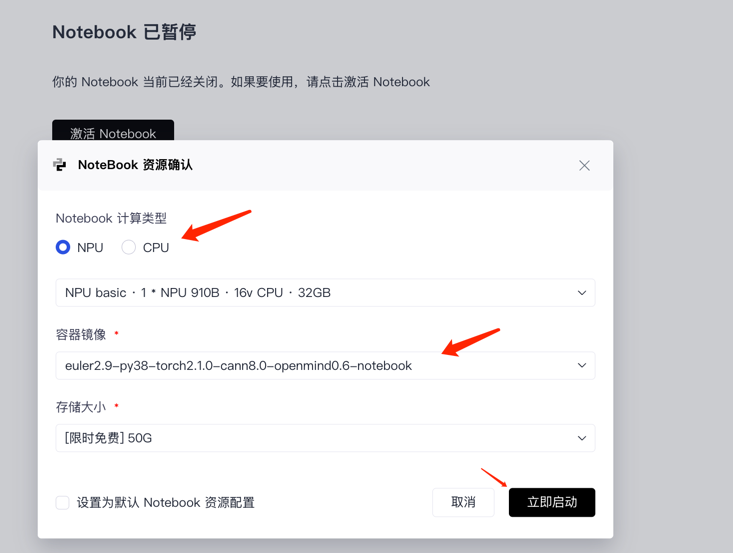 Notebook 已暂停
你的 Notebook 当前已经关闭。如果要使用，请点击激活 Notebook
激活 Notebook
NoteBook 资源确认
Notebook 计算类型
NPU CPU
NPU basic · 1 * NPU 910B · 16v CPU · 32GB
容器镜像 *
euler2.9-py38-torch2.1.0-cann8.0-openmind0.6-notebook
存储大小 *
[限时免费] 50G
设置为默认 Notebook 资源配置 取消 立即启动